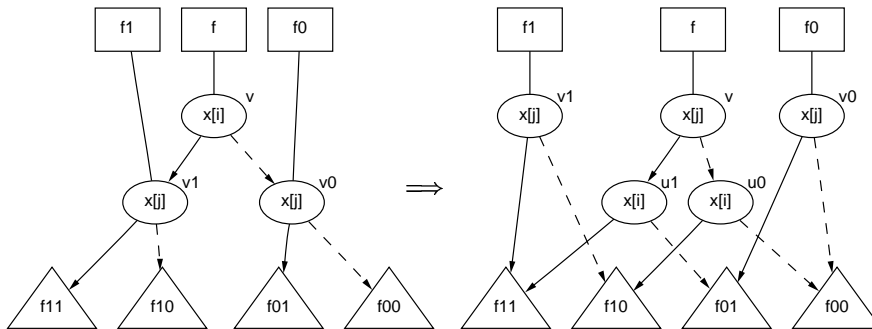 f1 f f0 f1 f f0
v v1 v v0
x[i] x[j] x[j] x[j]
v1 v0 u1 u0
x[j] x[j] ⟹ x[i] x[i]
f11 f10 f01 f00 f11 f10 f01 f00